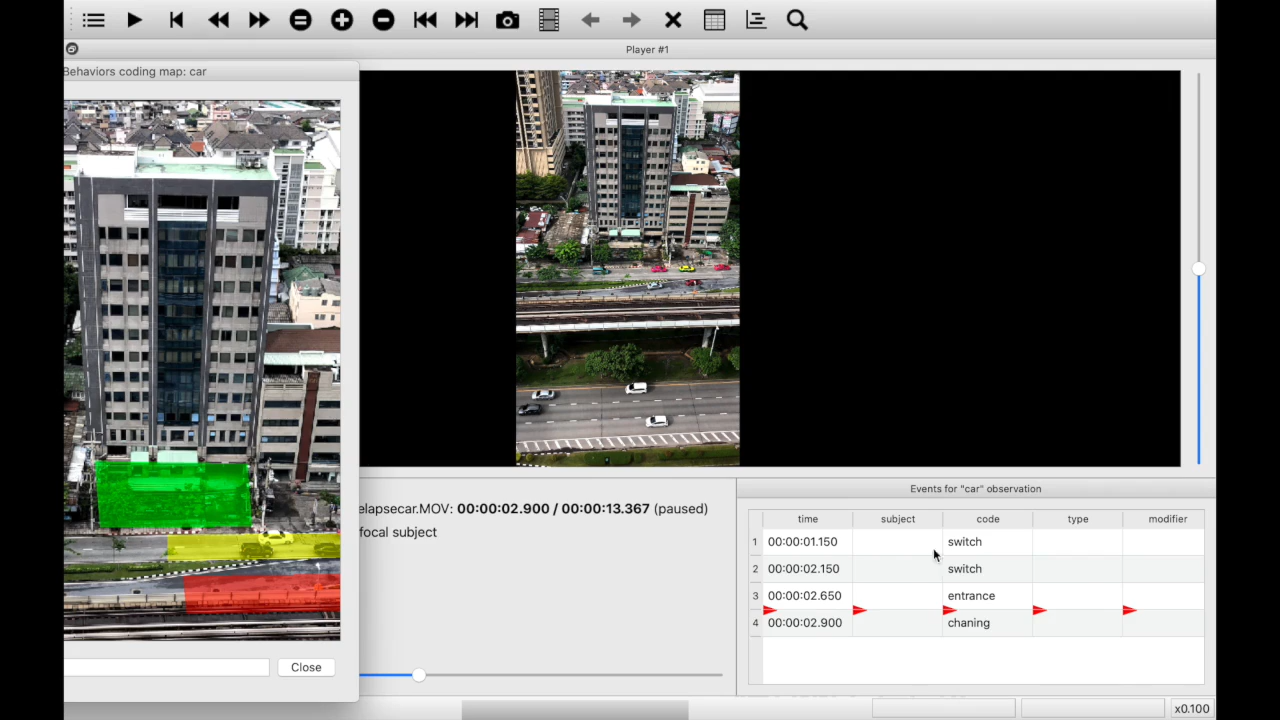 Player #1
Behaviors coding map: car
elapsecar.MOV: 00:00:02.900 / 00:00:13.367 (paused)
focal subject
Close
Events for "car" observation
time subject code type modifier
1 00:00:01.150 switch
2 00:00:02.150 switch
3 00:00:02.650 entrance
4 00:00:02.900 chaning
x0.100